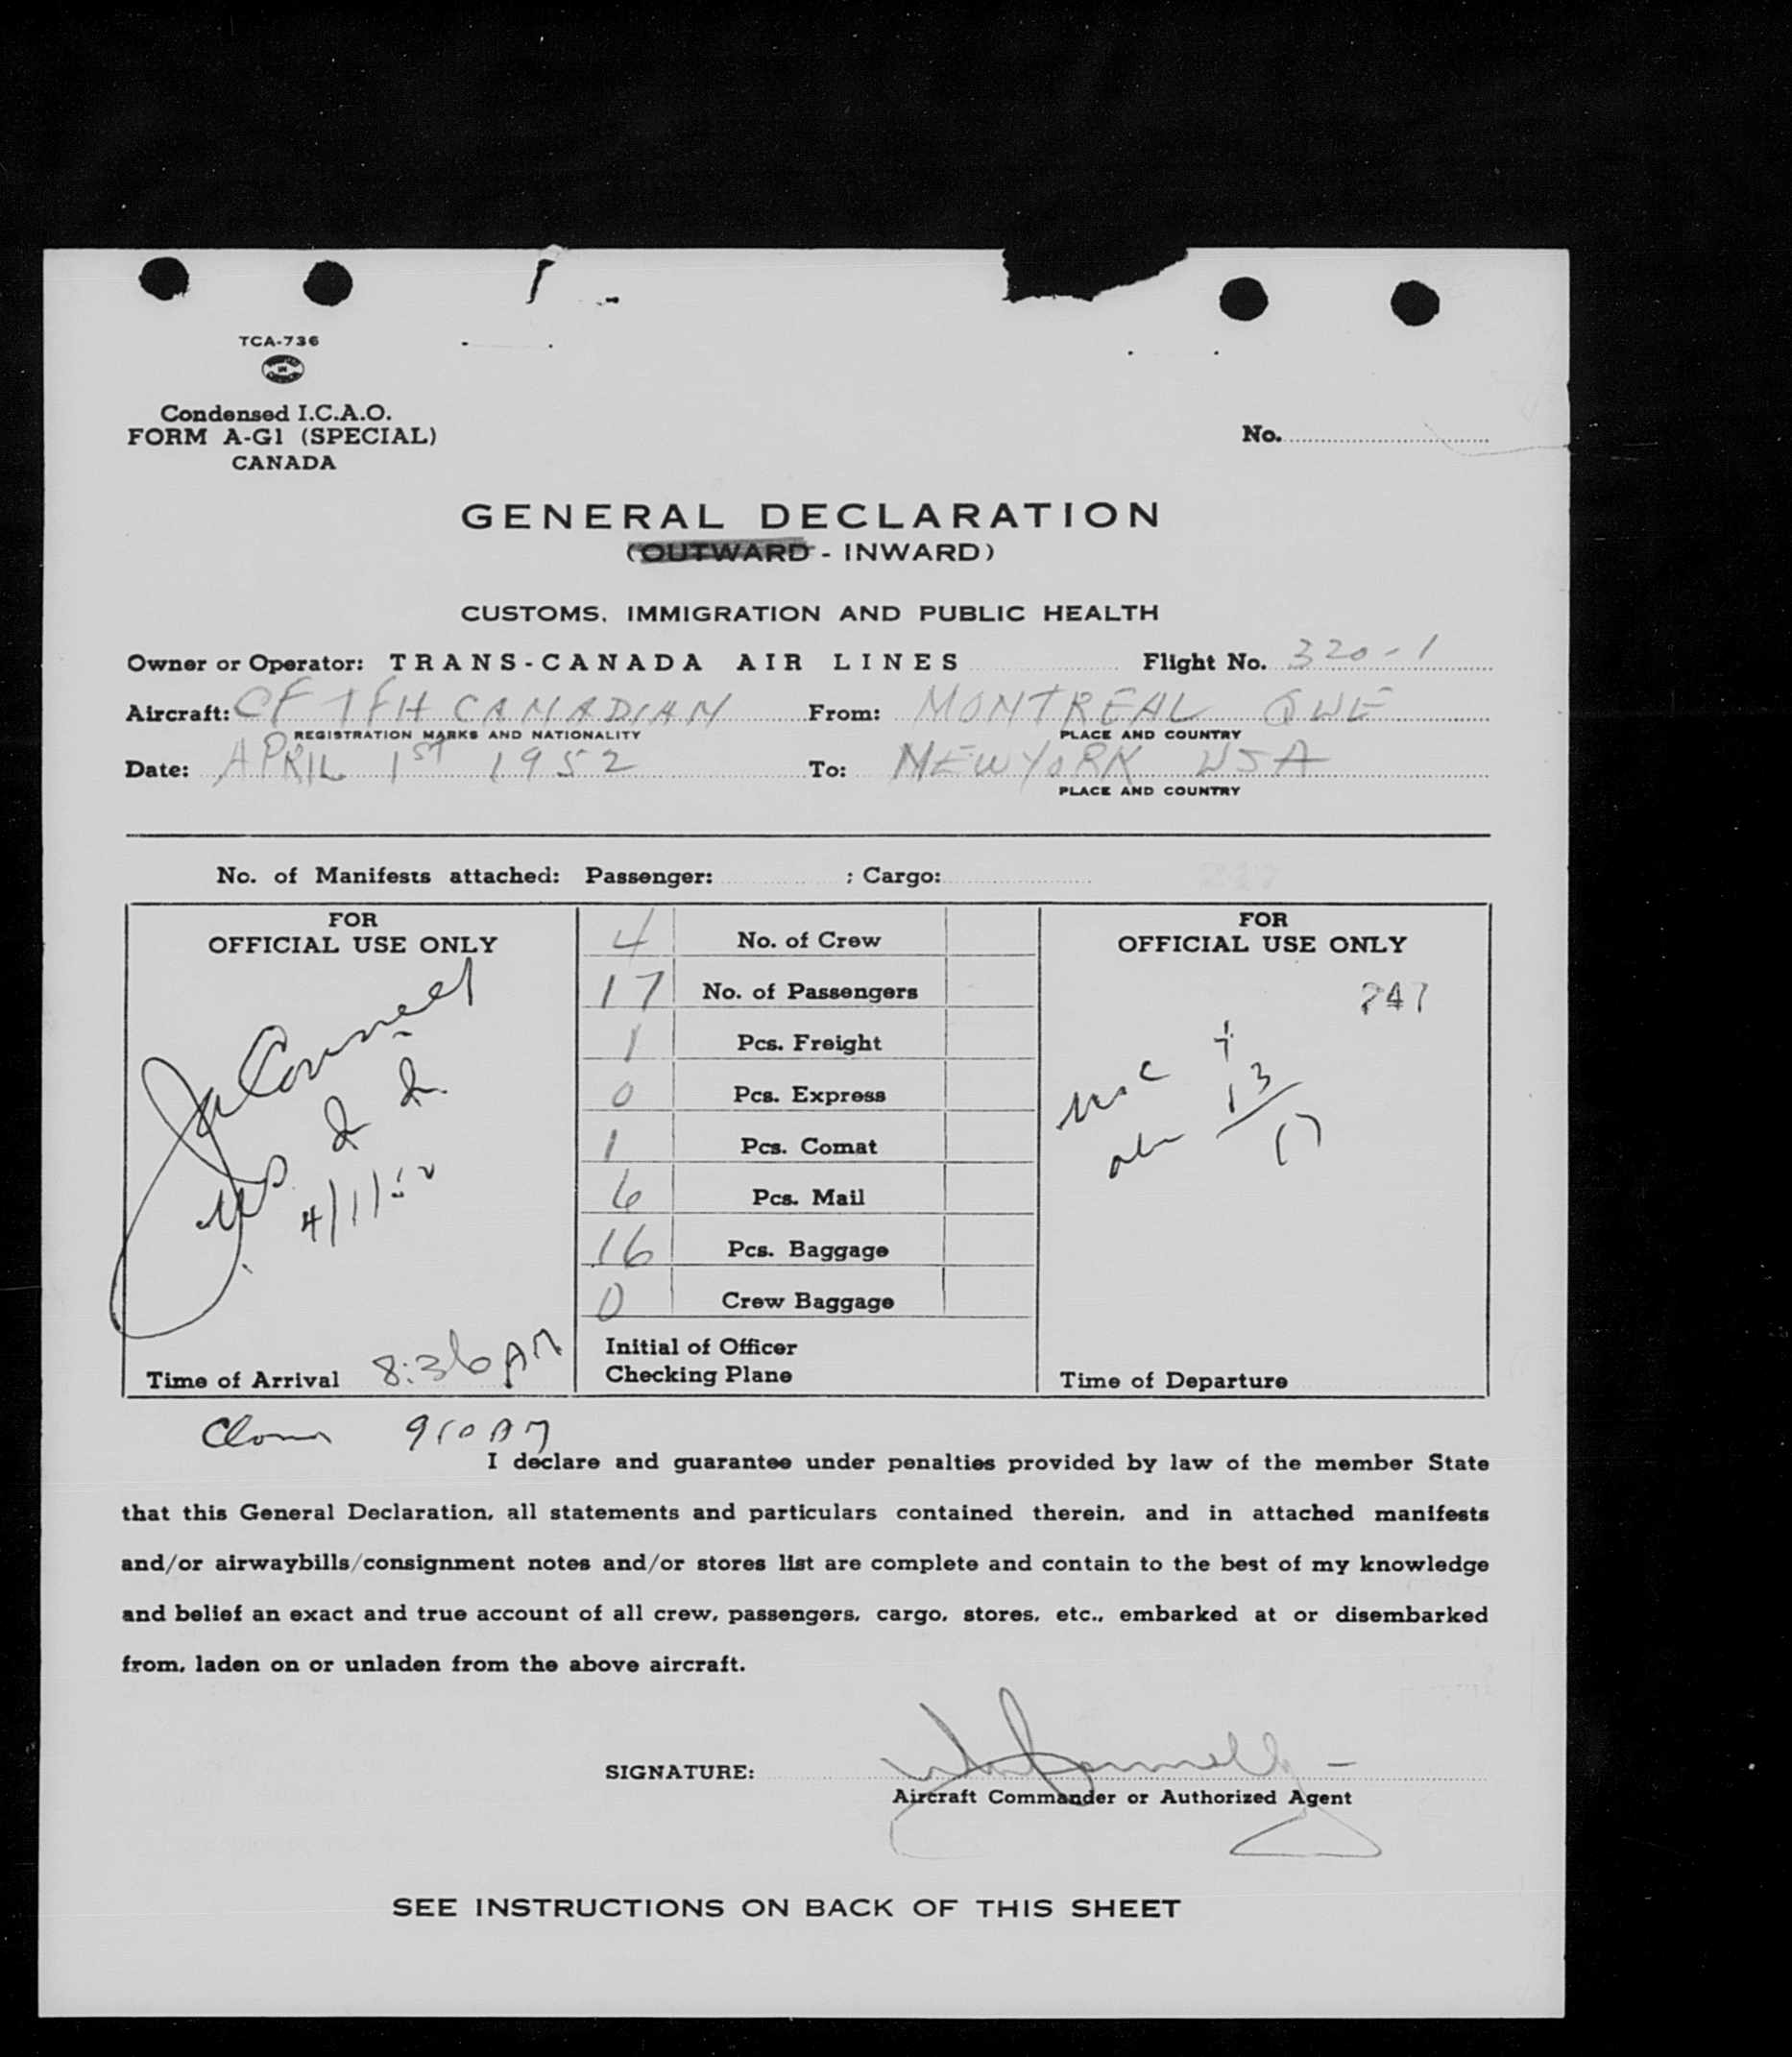 TCA-736
Condensed I.C.A.O.
FORM A-G1 (SPECIAL)
CANADA
No.
GENERAL DECLARATION
(OUTWARD - INWARD)
CUSTOMS, IMMIGRATION AND PUBLIC HEALTH
Owner or Operator: TRANS-CANADA AIR LINES Flight No. 320-1
Aircraft: CF TFH CANADIAN From: MONTREAL QUE
REGISTRATION MARKS AND NATIONALITY PLACE AND COUNTRY
Date: APRIL 1ST 1952 To: NEW YORK USA
PLACE AND COUNTRY
No. of Manifests attached: Passenger: ; Cargo:
FOR
OFFICIAL USE ONLY
4/1/52
Time of Arrival 8:36 AM
4 No. of Crew
17 No. of Passengers
1 Pcs. Freight
0 Pcs. Express
1 Pcs. Comat
6 Pcs. Mail
16 Pcs. Baggage
0 Crew Baggage
Initial of Officer
Checking Plane
FOR
OFFICIAL USE ONLY
247
usc 4
13
17
Time of Departure
910 AM
I declare and guarantee under penalties provided by law of the member State
that this General Declaration, all statements and particulars contained therein, and in attached manifests
and/or airwaybills/consignment notes and/or stores list are complete and contain to the best of my knowledge
and belief an exact and true account of all crew, passengers, cargo, stores, etc., embarked at or disembarked
from, laden on or unladen from the above aircraft.
SIGNATURE:
Aircraft Commander or Authorized Agent
SEE INSTRUCTIONS ON BACK OF THIS SHEET